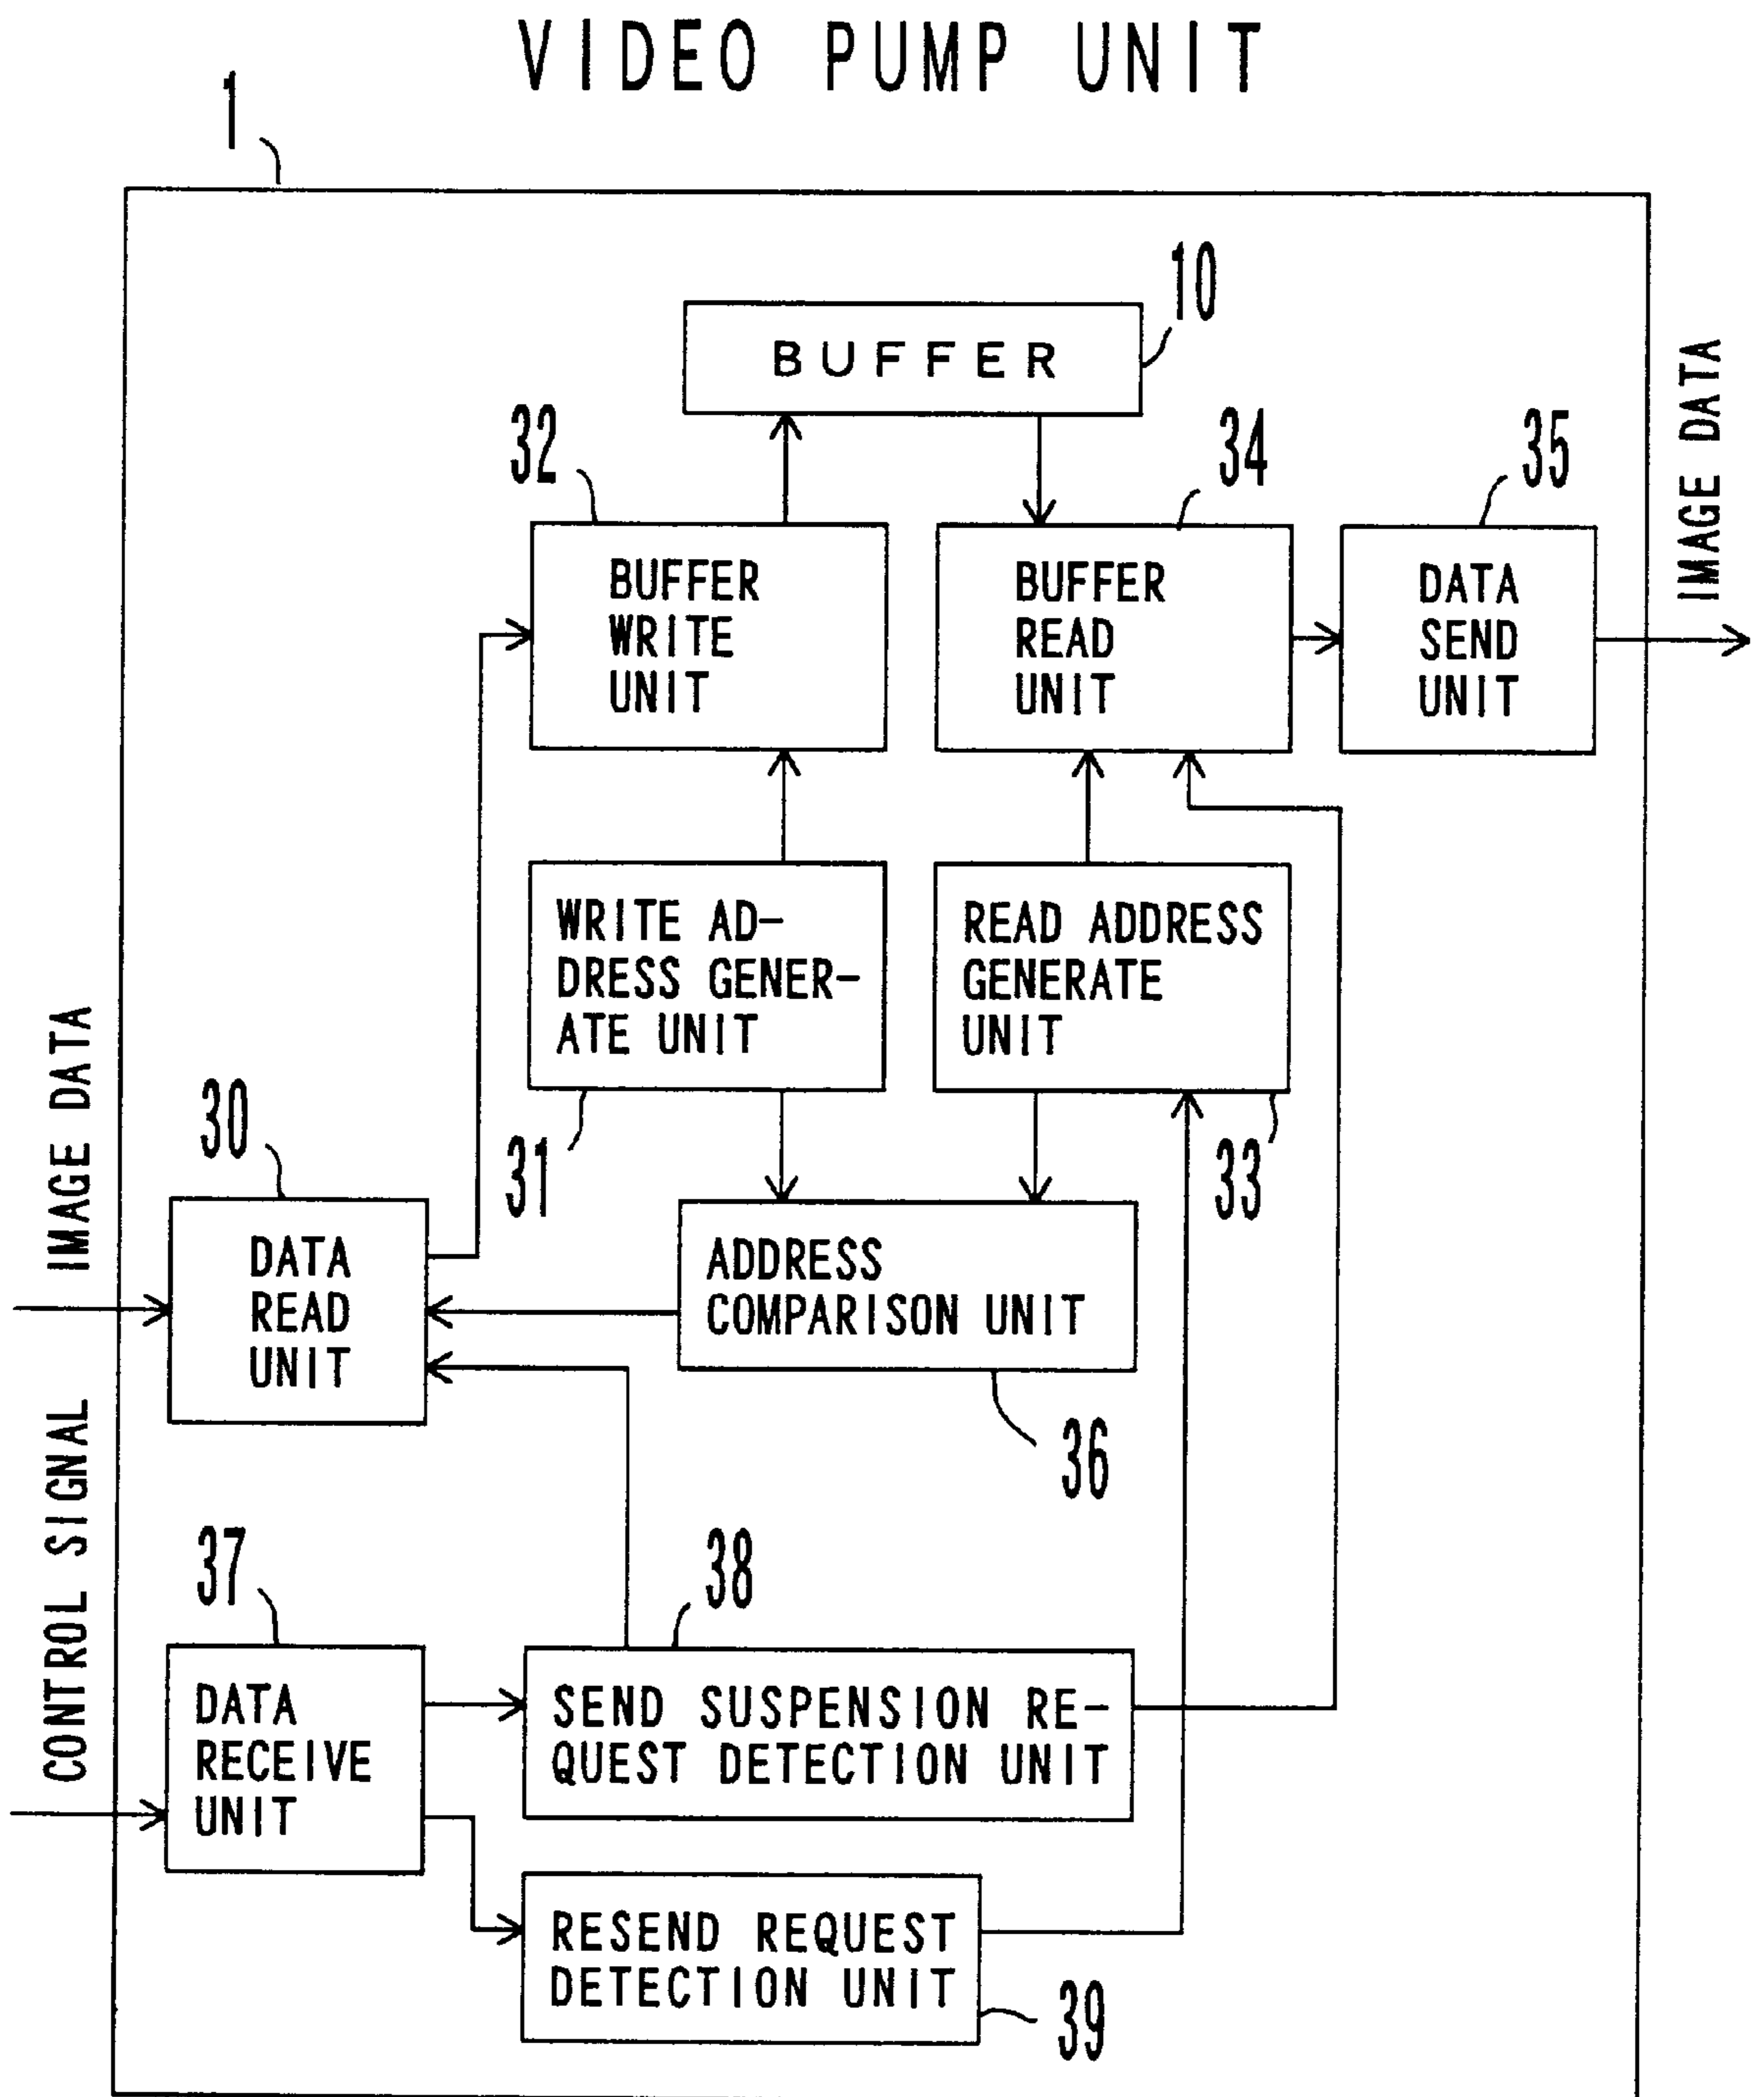 VIDEO PUMP UNIT
1
10
BUFFER
32
34
35
IMAGE DATA
BUFFER
WRITE
UNIT
BUFFER
READ
UNIT
DATA
SEND
UNIT
WRITE AD-
DRESS GENER-
ATE UNIT
READ ADDRESS
GENERATE
UNIT
IMAGE DATA
30
31
33
DATA
READ
UNIT
ADDRESS
COMPARISON UNIT
36
CONTROL SIGNAL
37
38
DATA
RECEIVE
UNIT
SEND SUSPENSION RE-
QUEST DETECTION UNIT
RESEND REQUEST
DETECTION UNIT
39